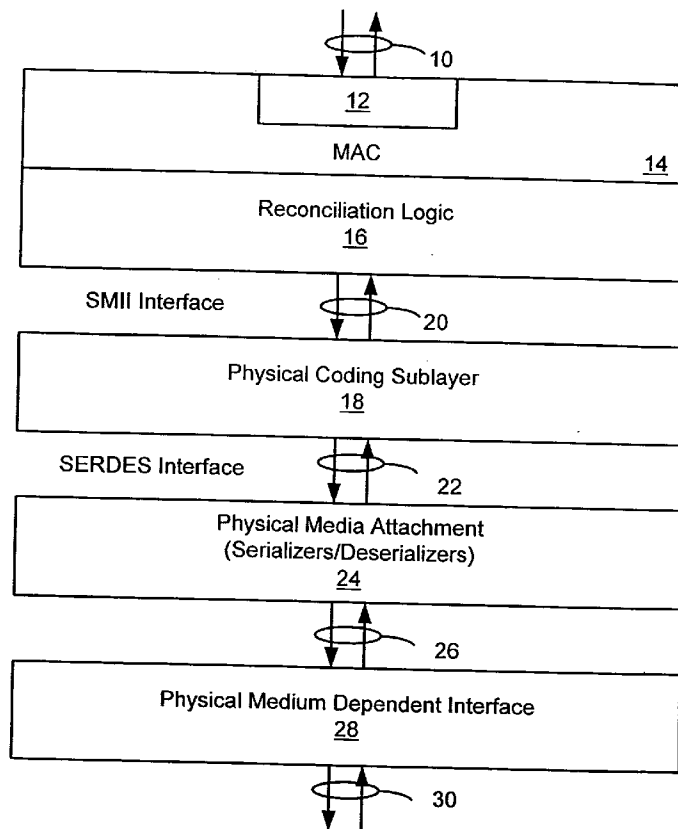 10
12
MAC
14
Reconciliation Logic
16
SMII Interface
20
Physical Coding Sublayer
18
SERDES Interface
22
Physical Media Attachment
(Serializers/Deserializers)
24
26
Physical Medium Dependent Interface
28
30